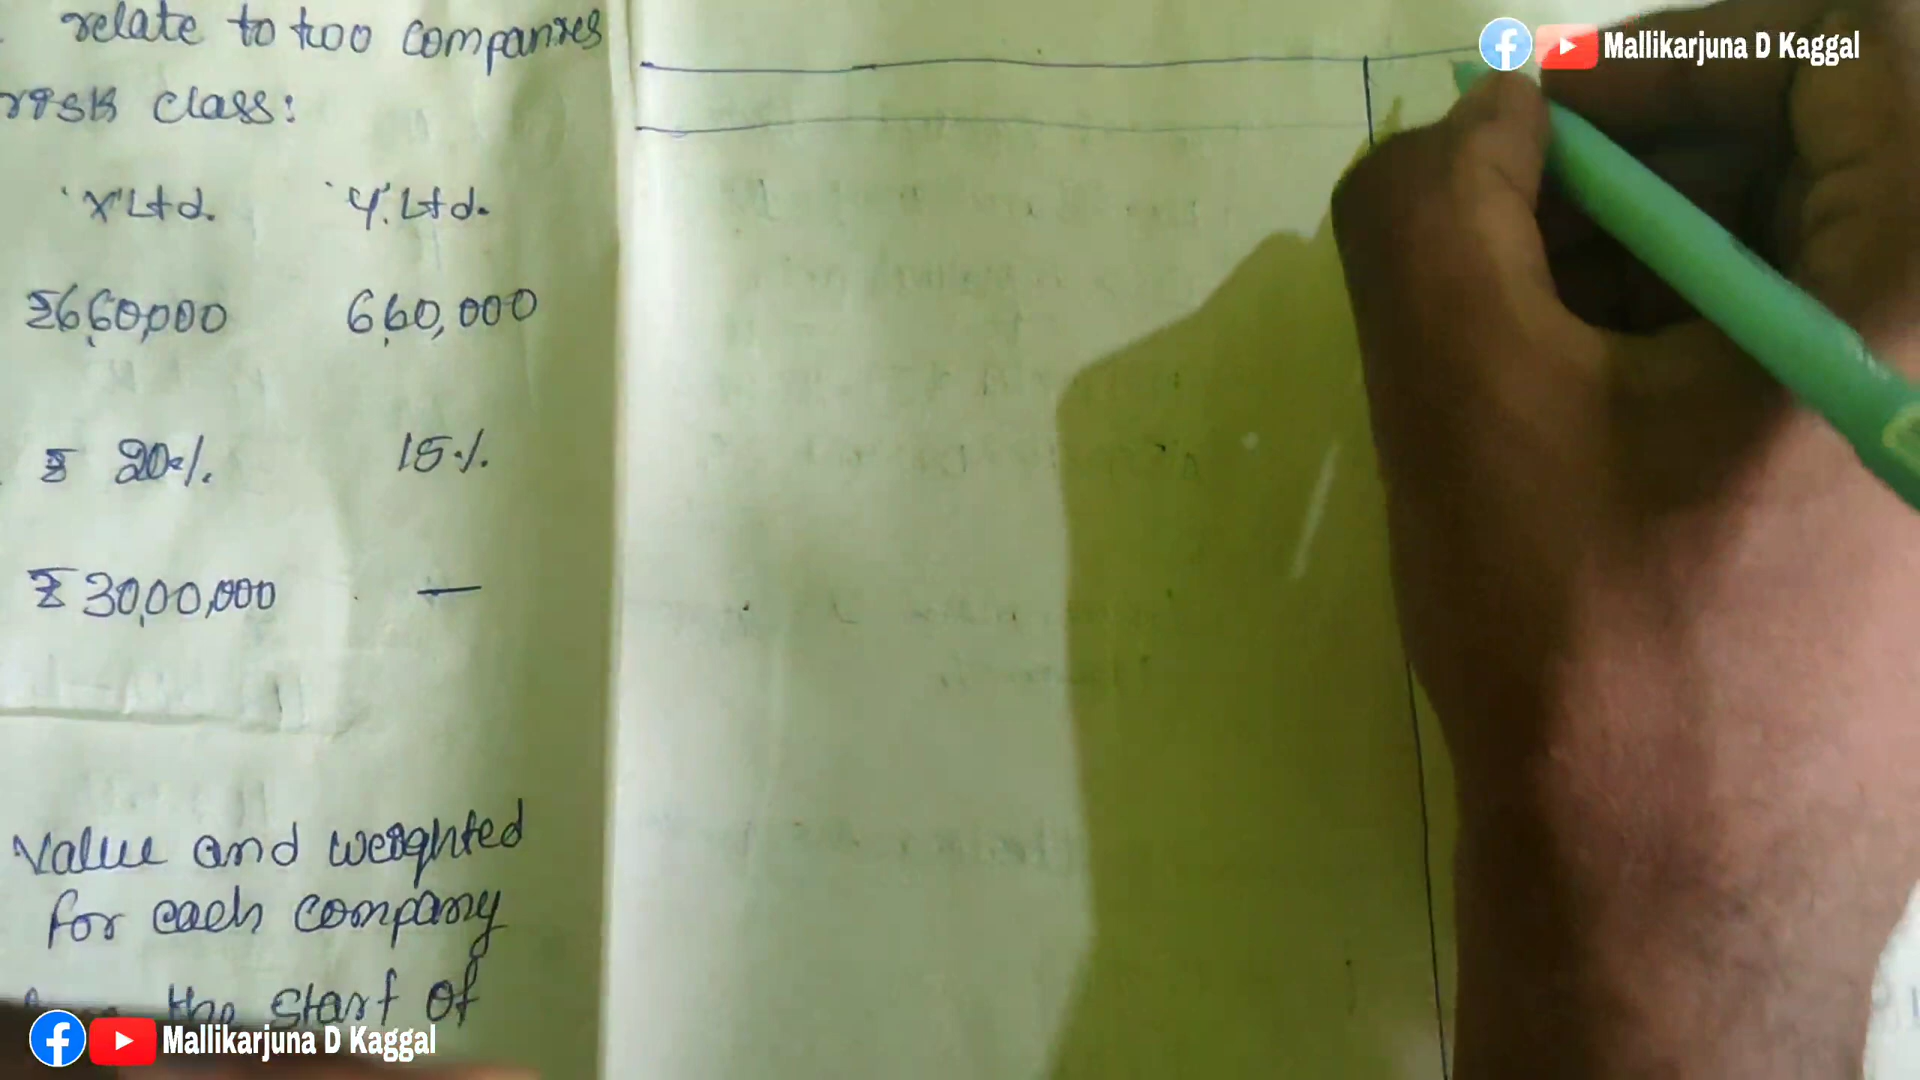 relate to two companies
risk class:
'X' Ltd. 'Y'. Ltd.
₹660,000 660,000
₹ 20% 15%
₹30,00,000 —
Value and weighted
for each company
the start of
Mallikarjuna D Kaggal
Mallikarjuna D Kaggal